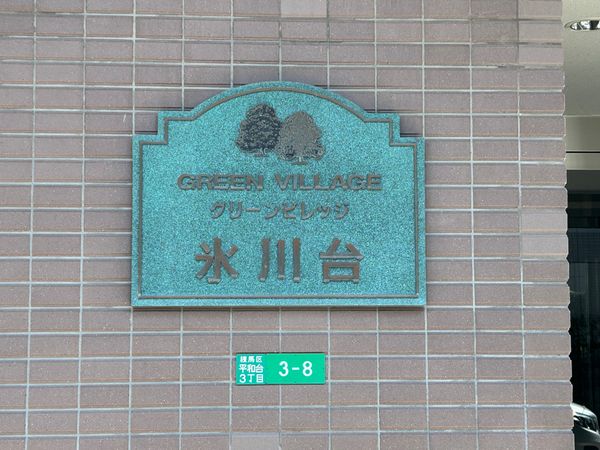 GREEN VILLAGE
グリーンビレッジ
氷川台
練馬区
平和台
3丁目
3-8